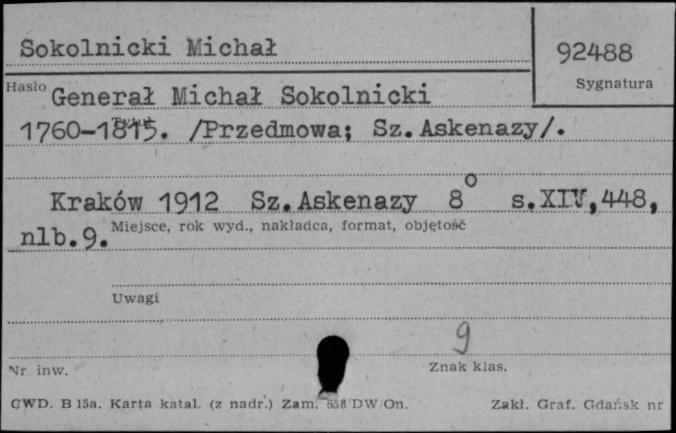 Sokolnicki Michał
92488
Sygnatura
Hasło Generał Michał Sokolnicki
1760-1815. /Przedmowa; Sz.Askenazy/.
Kraków 1912 Sz.Askenazy 8° s.XIV,448,
Miejsce, rok wyd., nakładca, format, objętość
nlb.9.
Uwagi
9
Nr inw.
Znak klas.
CWD. B 15a. Karta katal. (z nadr.) Zam. 658/DW/On. Zakł. Graf. Gdańsk nr